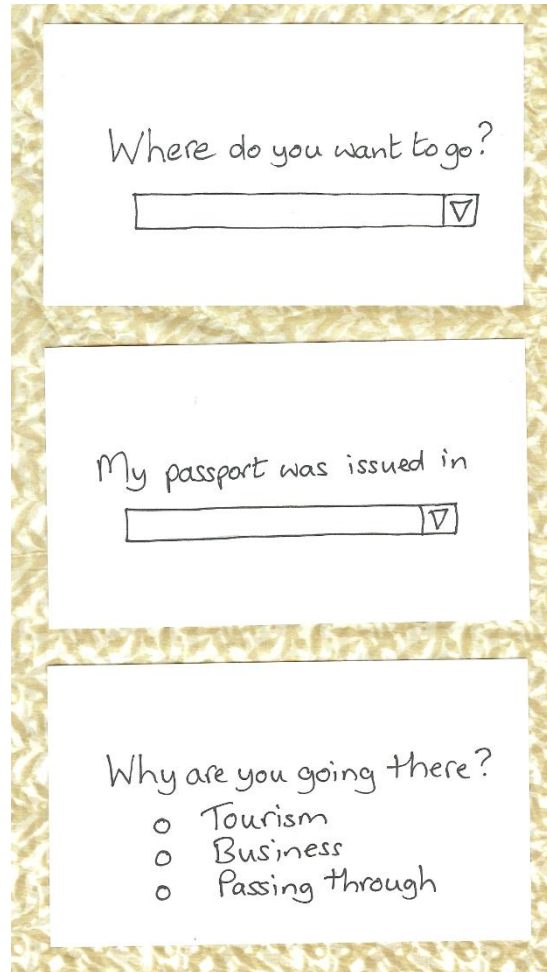 Where do you want to go?
My passport was issued in
Why are you going there?
Tourism
Business
Passing through